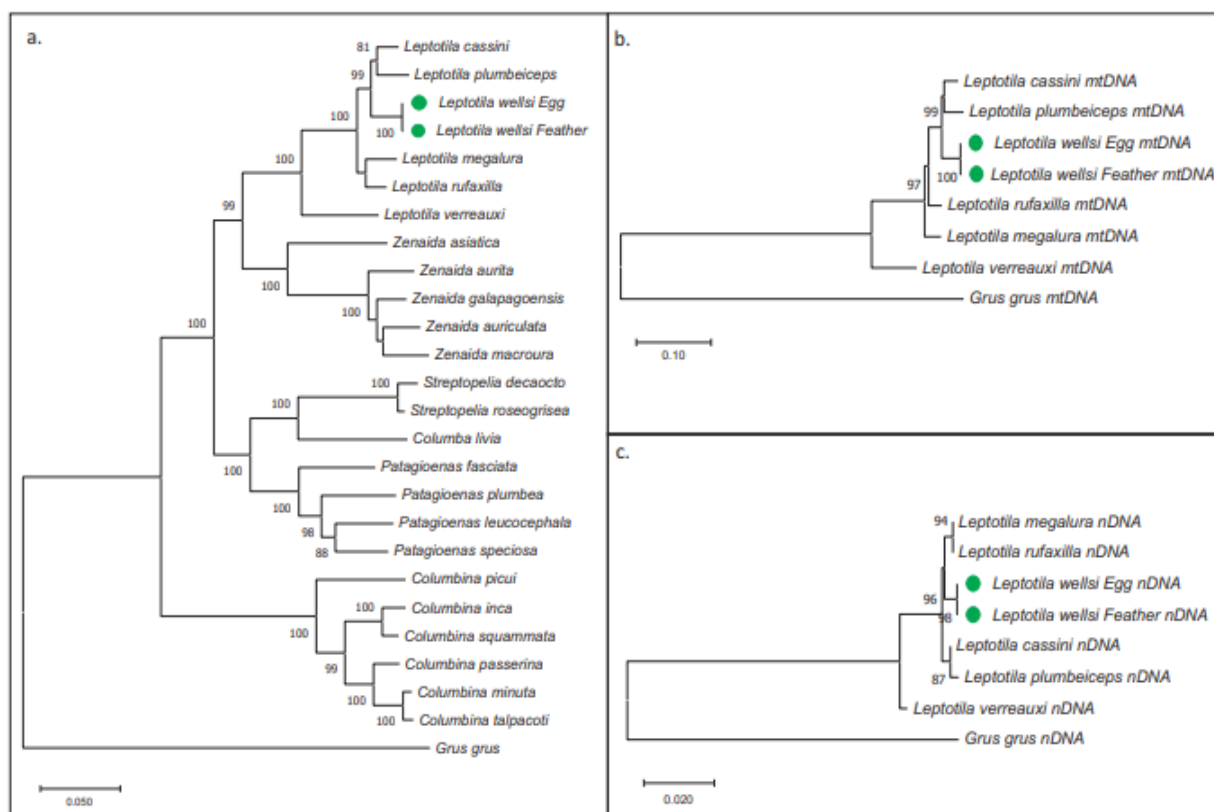 a.
81
Leptotila cassini
99
Leptotila plumbeiceps
Leptotila wellsi Egg
100
100
Leptotila wellsi Feather
100
Leptotila megalura
Leptotila rufaxilla
99
Leptotila verreauxi
Zenaida asiatica
100
Zenaida aurita
Zenaida galapagoensis
100
Zenaida auriculata
100
Zenaida macroura
100
Streptopelia decaocto
100
Streptopelia roseogrisea
Columba livia
100
Patagioenas fasciata
Patagioenas plumbea
100
Patagioenas leucocephala
98
88
Patagioenas speciosa
Columbina picui
100
Columbina inca
100
Columbina squammata
99
Columbina passerina
100
Columbina minuta
100
Columbina talpacoti
Grus grus
0.050
b.
Leptotila cassini mtDNA
99
Leptotila plumbeiceps mtDNA
Leptotila wellsi Egg mtDNA
100
Leptotila wellsi Feather mtDNA
97
Leptotila rufaxilla mtDNA
Leptotila megalura mtDNA
Leptotila verreauxi mtDNA
Grus grus mtDNA
0.10
c.
94
Leptotila megalura nDNA
Leptotila rufaxilla nDNA
Leptotila wellsi Egg nDNA
96
98
Leptotila wellsi Feather nDNA
Leptotila cassini nDNA
87
Leptotila plumbeiceps nDNA
Leptotila verreauxi nDNA
Grus grus nDNA
0.020